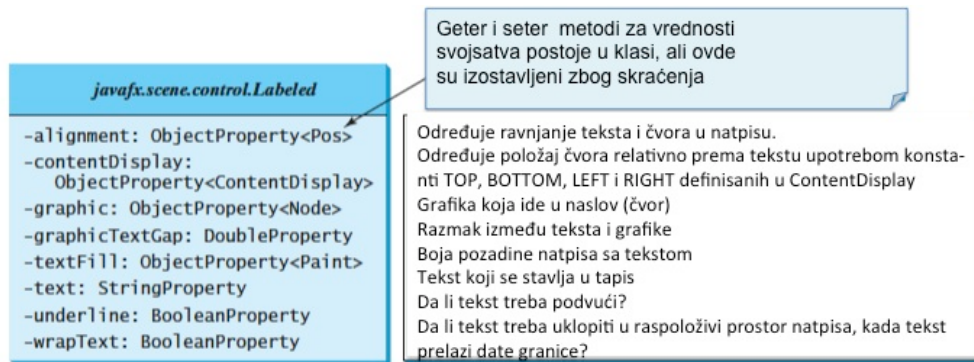 Geter i seter metodi za vrednosti
svojsatva postoje u klasi, ali ovde
su izostavljeni zbog skraćenja
javafx.scene.control.Labeled
-alignment: ObjectProperty<Pos>
-contentDisplay:
ObjectProperty<ContentDisplay>
-graphic: ObjectProperty<Node>
-graphicTextGap: DoubleProperty
-textFill: ObjectProperty<Paint>
-text: StringProperty
-underline: BooleanProperty
-wrapText: BooleanProperty
Određuje ravnjanje teksta i čvora u natpisu.
Određuje položaj čvora relativno prema tekstu upotrebom konsta-
nti TOP, BOTTOM, LEFT i RIGHT definisanih u ContentDisplay
Grafika koja ide u naslov (čvor)
Razmak između teksta i grafike
Boja pozadine natpisa sa tekstom
Tekst koji se stavlja u tapis
Da li tekst treba podvući?
Da li tekst treba uklopiti u raspoloživi prostor natpisa, kada tekst
prelazi date granice?